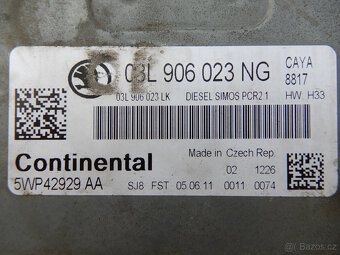 03L 906 023 NG
CAYA
8817
03L 906 023 LK DIESEL SIMOS PCR2.1 HW H33
Continental
Made in Czech Rep.
02 1226
5WP42929 AA SJ8 FST 05.06.11 0011 0074
bazos.cz